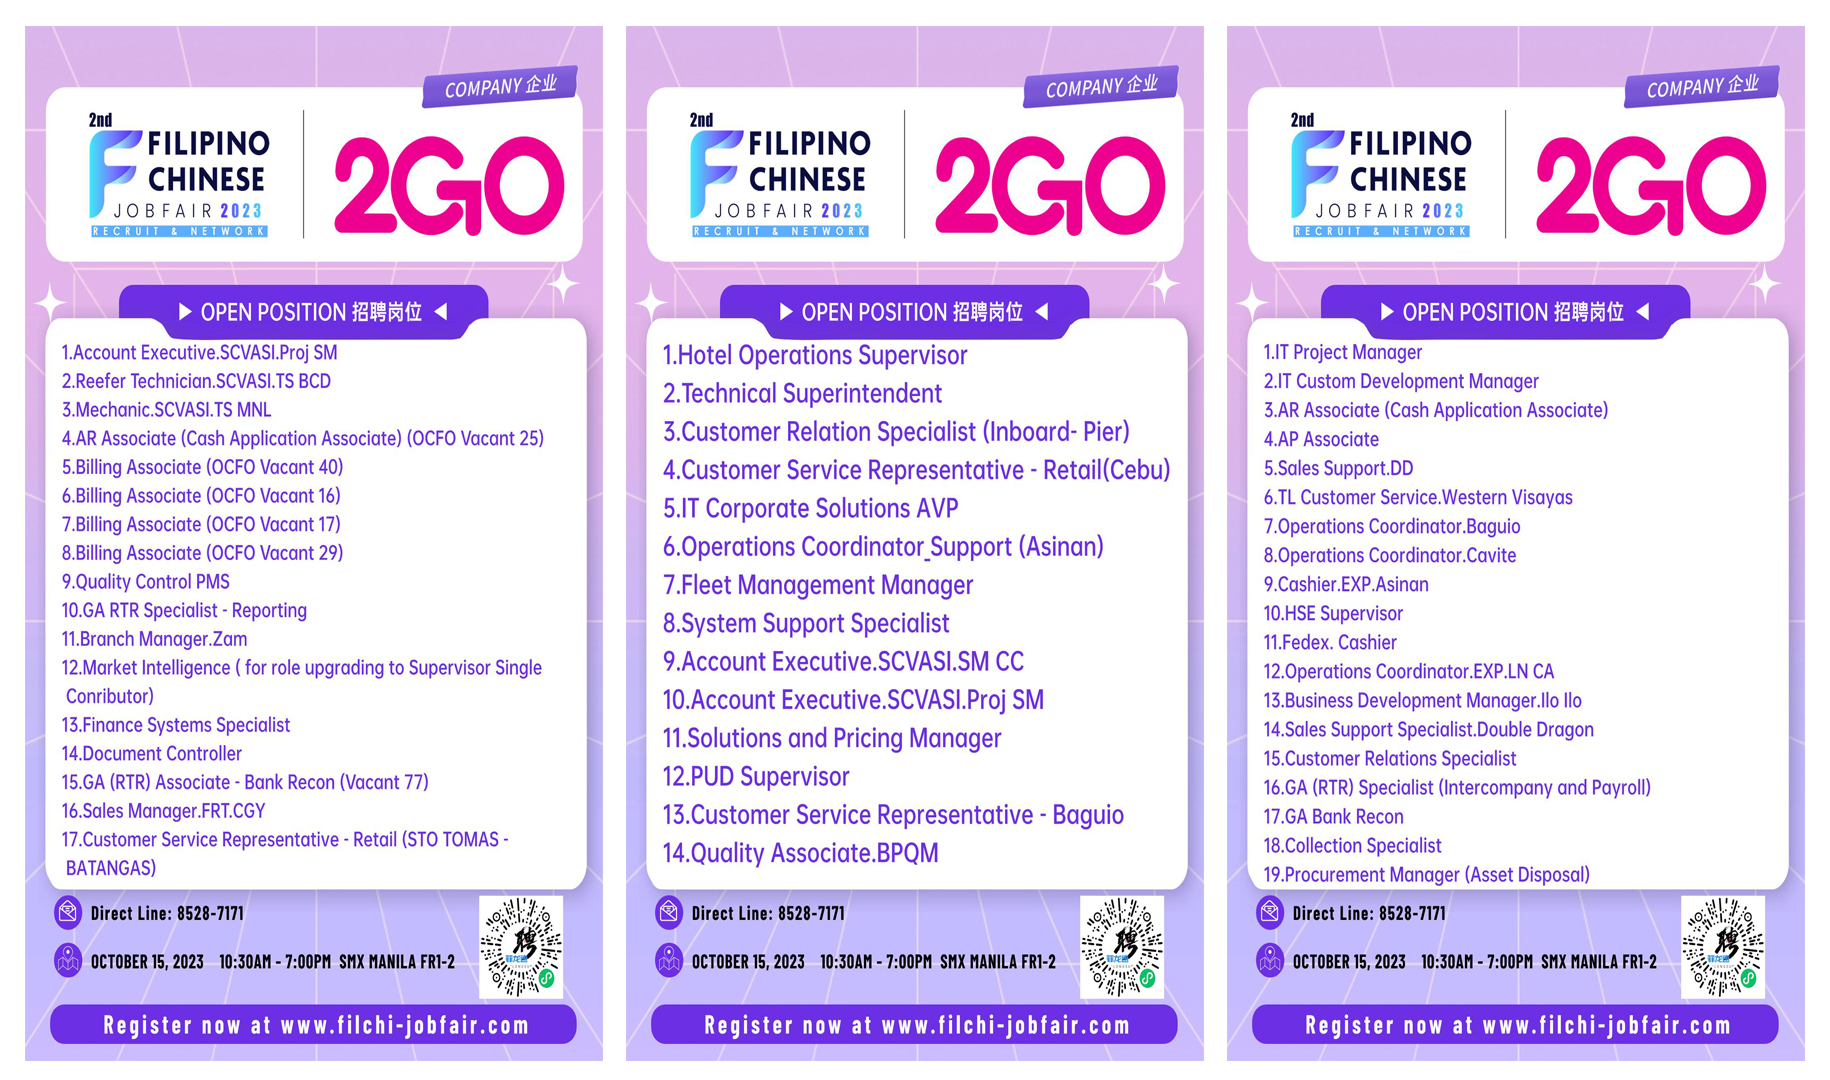 COMPANY 企业
2nd
FILIPINO
CHINESE
JOBFAIR 2023
RECRUIT & NETWORK
2GO
OPEN POSITION 招聘岗位
1.Account Executive.SCVASI.Proj SM
2.Reefer Technician.SCVASI.TS BCD
3.Mechanic.SCVASI.TS MNL
4.AR Associate (Cash Application Associate) (OCFO Vacant 25)
5.Billing Associate (OCFO Vacant 40)
6.Billing Associate (OCFO Vacant 16)
7.Billing Associate (OCFO Vacant 17)
8.Billing Associate (OCFO Vacant 29)
9.Quality Control PMS
10.GA RTR Specialist - Reporting
11.Branch Manager.Zam
12.Market Intelligence ( for role upgrading to Supervisor Single
Conributor)
13.Finance Systems Specialist
14.Document Controller
15.GA (RTR) Associate - Bank Recon (Vacant 77)
16.Sales Manager.FRT.CGY
17.Customer Service Representative - Retail (STO TOMAS -
BATANGAS)
Direct Line: 8528-7171
OCTOBER 15, 2023 10:30AM - 7:00PM SMX MANILA FR1-2
聘
菲龙网
Register now at www.filchi-jobfair.com
COMPANY 企业
2nd
FILIPINO
CHINESE
JOBFAIR 2023
RECRUIT & NETWORK
2GO
OPEN POSITION 招聘岗位
1.Hotel Operations Supervisor
2.Technical Superintendent
3.Customer Relation Specialist (Inboard- Pier)
4.Customer Service Representative - Retail(Cebu)
5.IT Corporate Solutions AVP
6.Operations Coordinator_Support (Asinan)
7.Fleet Management Manager
8.System Support Specialist
9.Account Executive.SCVASI.SM CC
10.Account Executive.SCVASI.Proj SM
11.Solutions and Pricing Manager
12.PUD Supervisor
13.Customer Service Representative - Baguio
14.Quality Associate.BPQM
Direct Line: 8528-7171
OCTOBER 15, 2023 10:30AM - 7:00PM SMX MANILA FR1-2
聘
菲龙网
Register now at www.filchi-jobfair.com
COMPANY 企业
2nd
FILIPINO
CHINESE
JOBFAIR 2023
RECRUIT & NETWORK
2GO
OPEN POSITION 招聘岗位
1.IT Project Manager
2.IT Custom Development Manager
3.AR Associate (Cash Application Associate)
4.AP Associate
5.Sales Support.DD
6.TL Customer Service.Western Visayas
7.Operations Coordinator.Baguio
8.Operations Coordinator.Cavite
9.Cashier.EXP.Asinan
10.HSE Supervisor
11.Fedex. Cashier
12.Operations Coordinator.EXP.LN CA
13.Business Development Manager.Ilo Ilo
14.Sales Support Specialist.Double Dragon
15.Customer Relations Specialist
16.GA (RTR) Specialist (Intercompany and Payroll)
17.GA Bank Recon
18.Collection Specialist
19.Procurement Manager (Asset Disposal)
Direct Line: 8528-7171
OCTOBER 15, 2023 10:30AM - 7:00PM SMX MANILA FR1-2
聘
菲龙网
Register now at www.filchi-jobfair.com